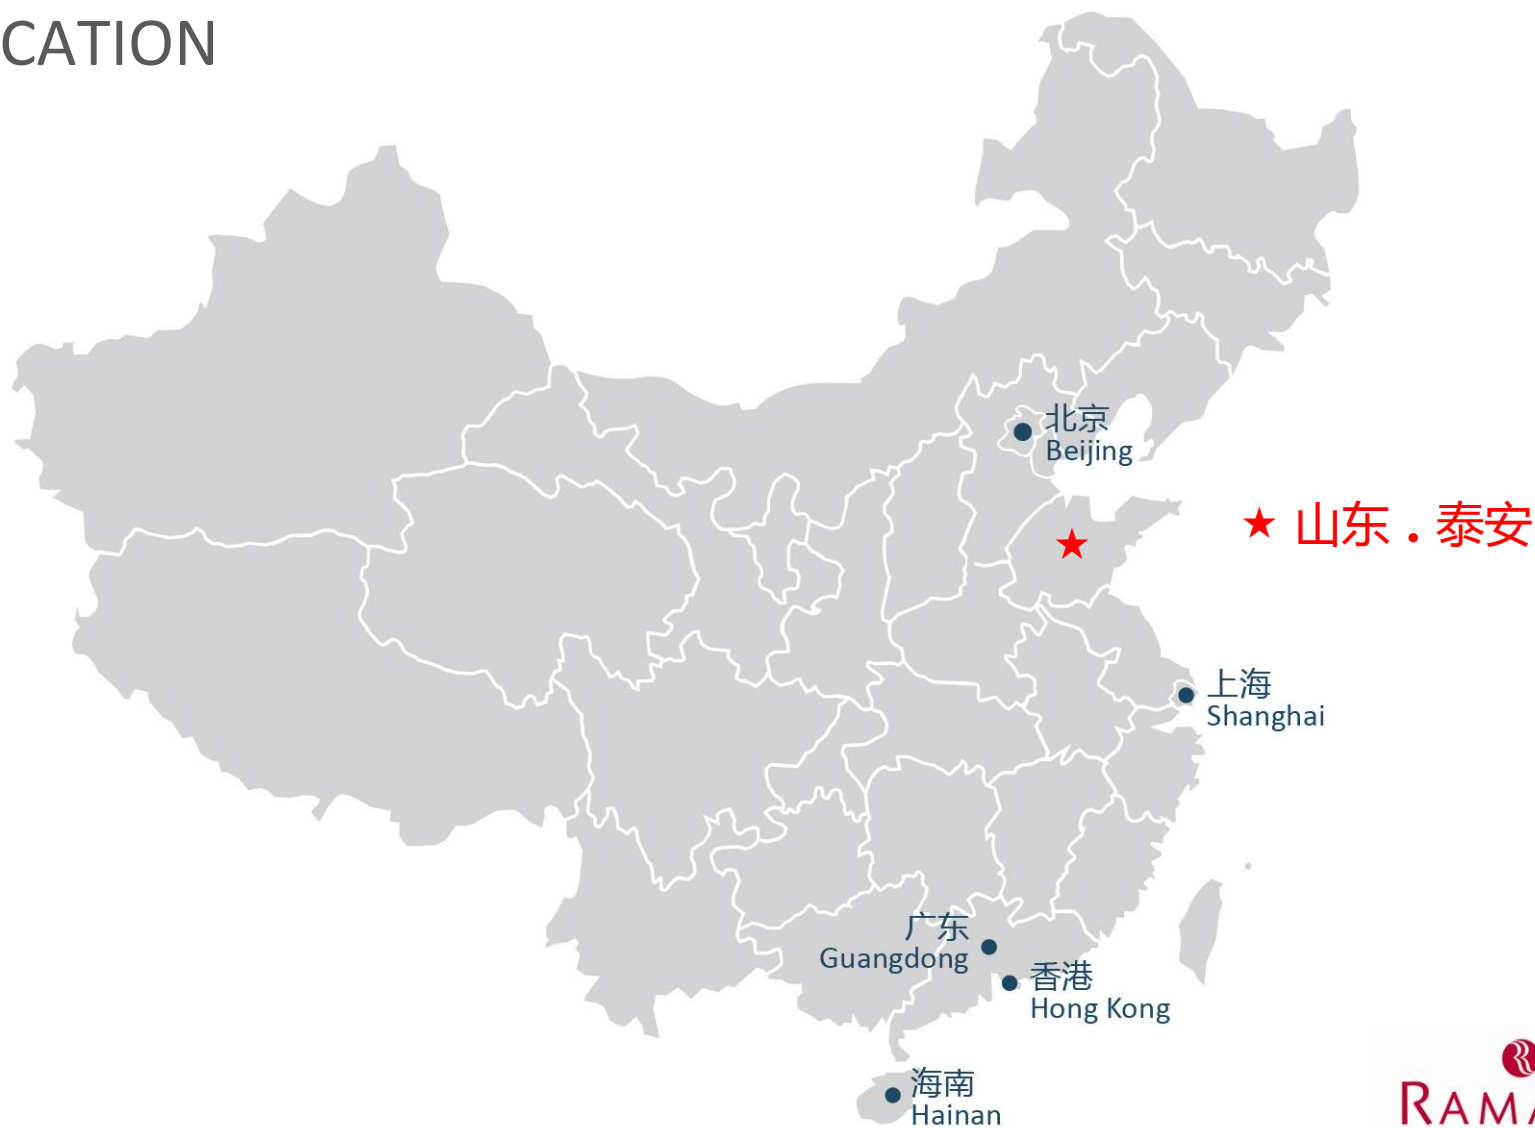 CATION
北京
Beijing
★ 山东 . 泰安
上海
Shanghai
广东
Guangdong
香港
Hong Kong
海南
Hainan
RAMA